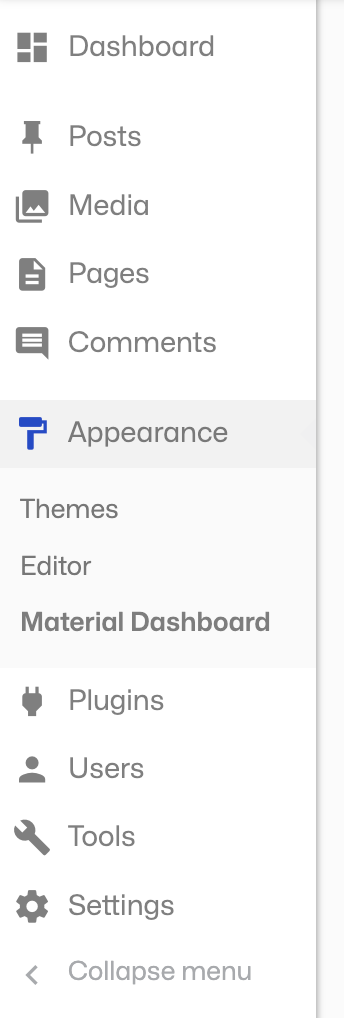 Dashboard
Posts
Media
Pages
Comments
Appearance
Themes
Editor
Material Dashboard
Plugins
Users
Tools
Settings
Collapse menu